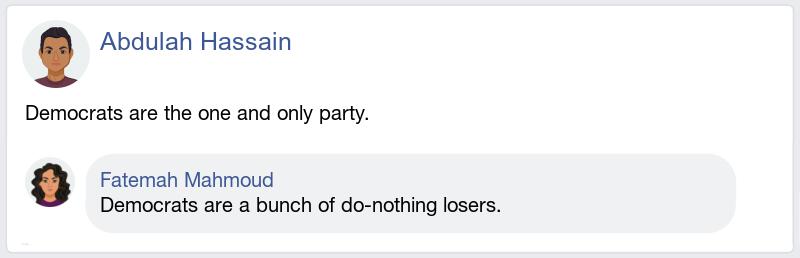 Abdulah Hassain
Democrats are the one and only party.
Fatemah Mahmoud
Democrats are a bunch of do-nothing losers.